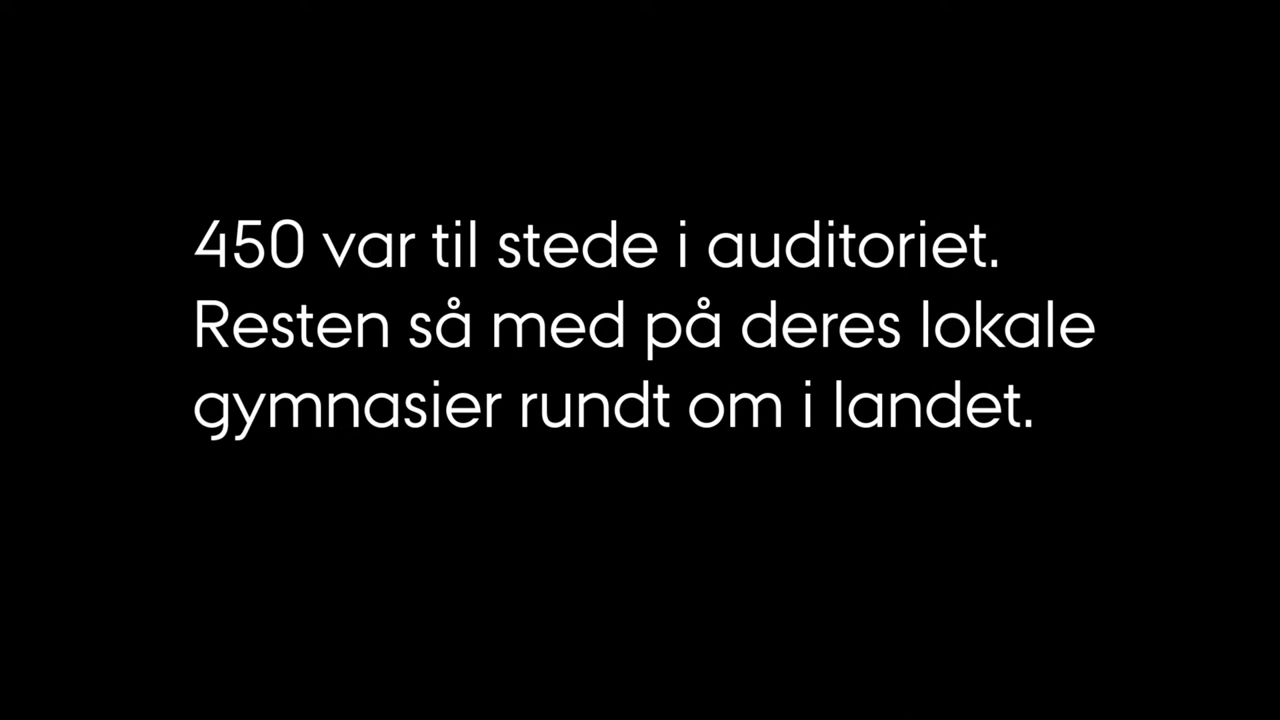 450 var til stede i auditoriet.
Resten så med på deres lokale
gymnasier rundt om i landet.